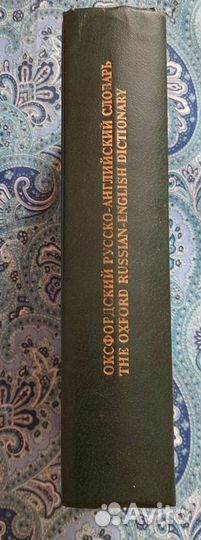 ОКСФОРДСКИЙ РУССКО-АНГЛИЙСКИЙ СЛОВАРЬ
THE OXFORD RUSSIAN-ENGLISH DICTIONARY
Avito